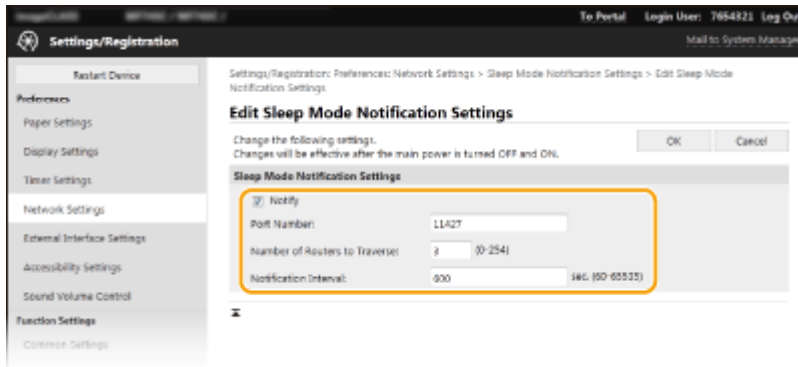 To Portal Login User: 7654321 Log Ou
Settings/Registration
Mail to System Manage
Restart Device
Preferences
Paper Settings
Display Settings
Timer Settings
Network Settings
External Interface Settings
Accessibility Settings
Sound Volume Control
Function Settings
Common Settings
Settings/Registration: Preferences: Network Settings > Sleep Mode Notification Settings > Edit Sleep Mode
Notification Settings
Edit Sleep Mode Notification Settings
Change the following settings.
Changes will be effective after the main power is turned OFF and ON.
OK Cancel
Sleep Mode Notification Settings
Notify
Port Number: 11427
Number of Routers to Traverse: 3 (0-254)
Notification Interval: 600 sec. (60-65535)